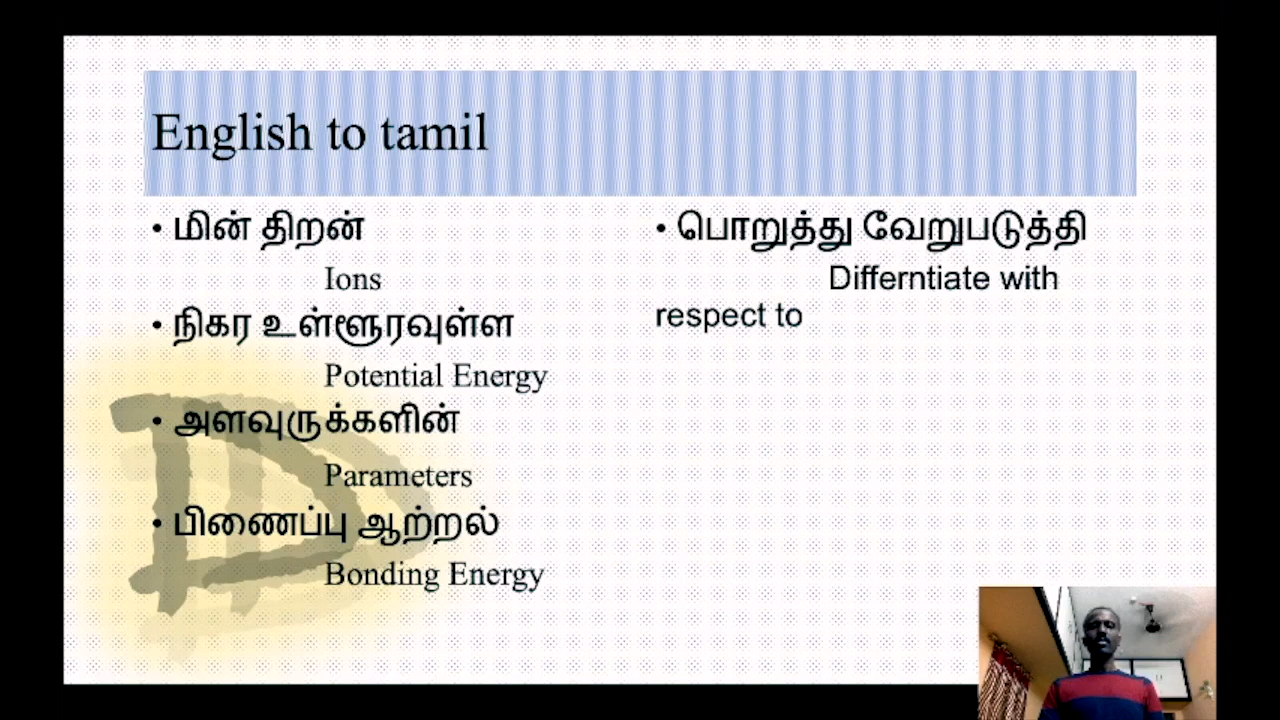 English to tamil
• மின் திறன்
Ions
• நிகர உள்ளூரவுள்ள
Potential Energy
• அளவுருக்களின்
Parameters
• பிணைப்பு ஆற்றல்
Bonding Energy
• பொறுத்து வேறுபடுத்தி
Differntiate with
respect to